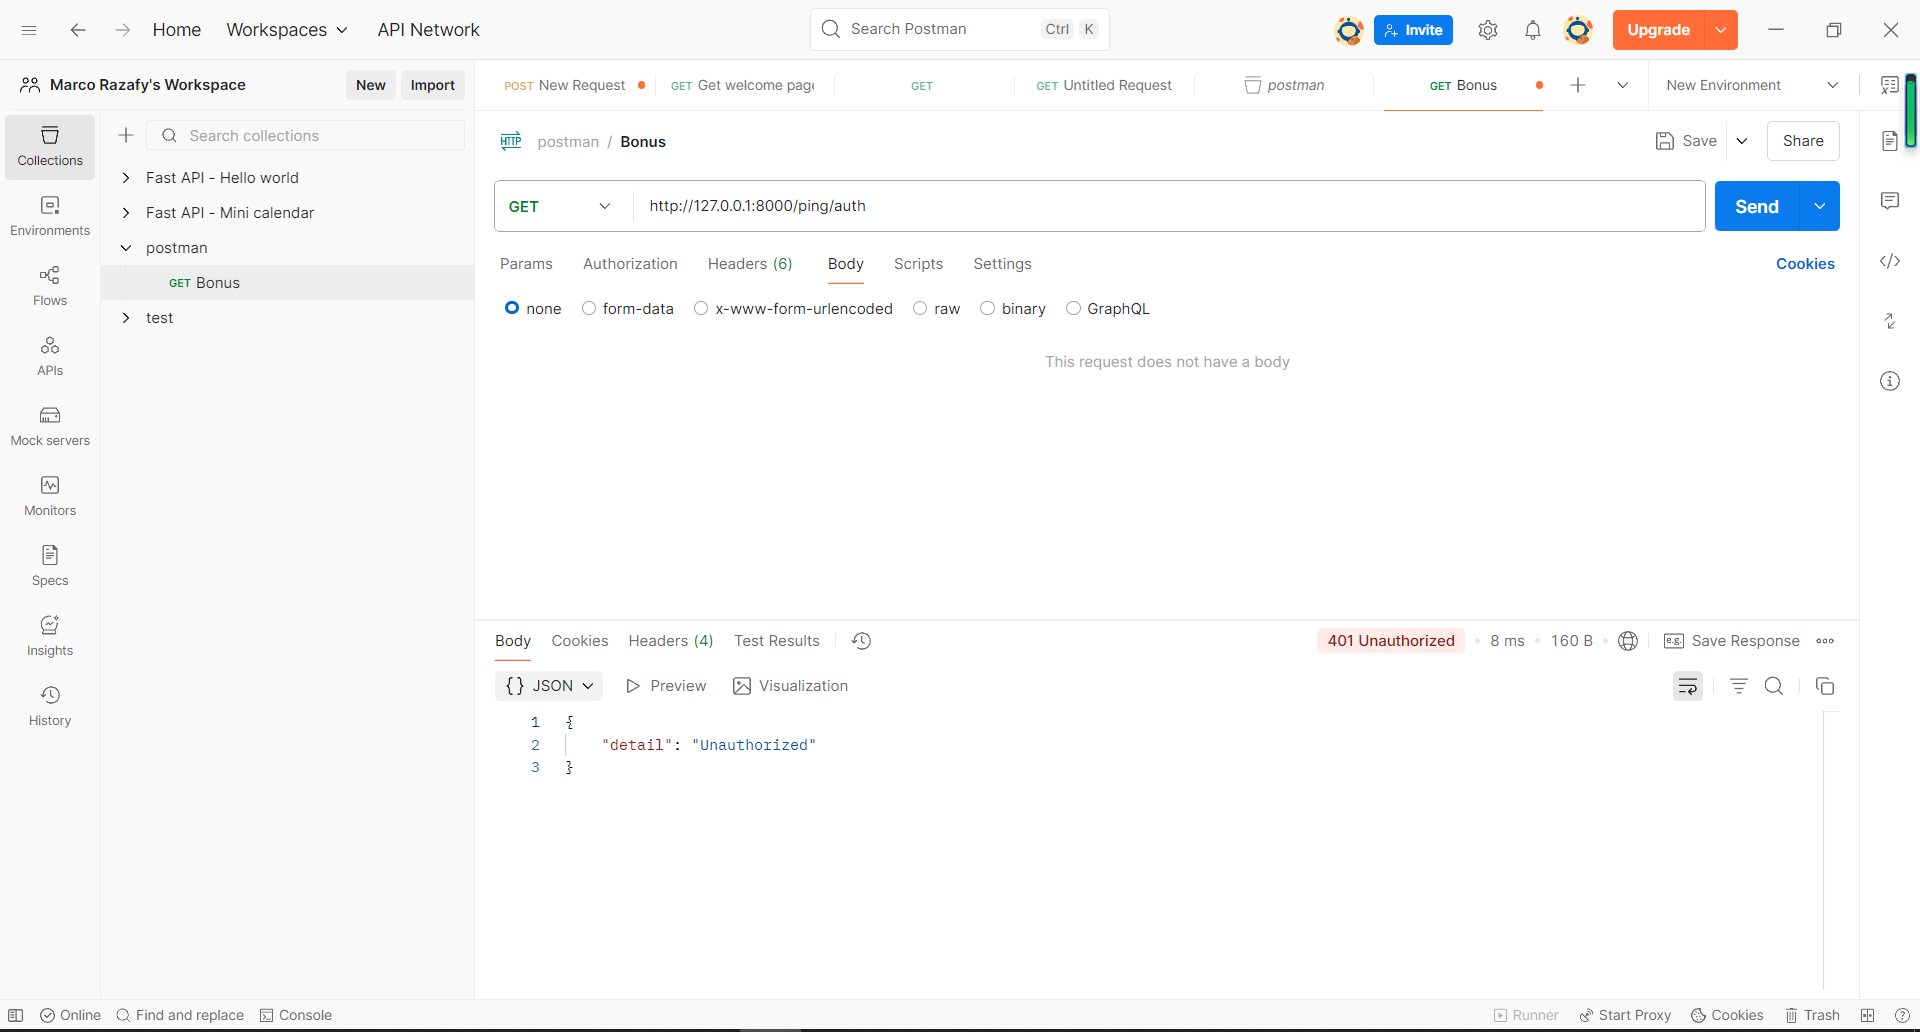 Home
Workspaces
API Network
Search Postman
Ctrl K
Invite
Upgrade
Marco Razafy's Workspace
New
Import
POST New Request
GET Get welcome page
GET
GET Untitled Request
postman
GET Bonus
New Environment
Collections
Environments
Flows
APIs
Mock servers
Monitors
Specs
Insights
History
Search collections
Fast API - Hello world
Fast API - Mini calendar
postman
GET Bonus
test
HTTP postman / Bonus
Save
Share
GET
http://127.0.0.1:8000/ping/auth
Send
Params
Authorization
Headers (6)
Body
Scripts
Settings
Cookies
none
form-data
x-www-form-urlencoded
raw
binary
GraphQL
This request does not have a body
Body
Cookies
Headers (4)
Test Results
401 Unauthorized
8 ms
160 B
e.g. Save Response
{} JSON
Preview
Visualization
1 {
2 "detail": "Unauthorized"
3 }
Online
Find and replace
Console
Runner
Start Proxy
Cookies
Trash